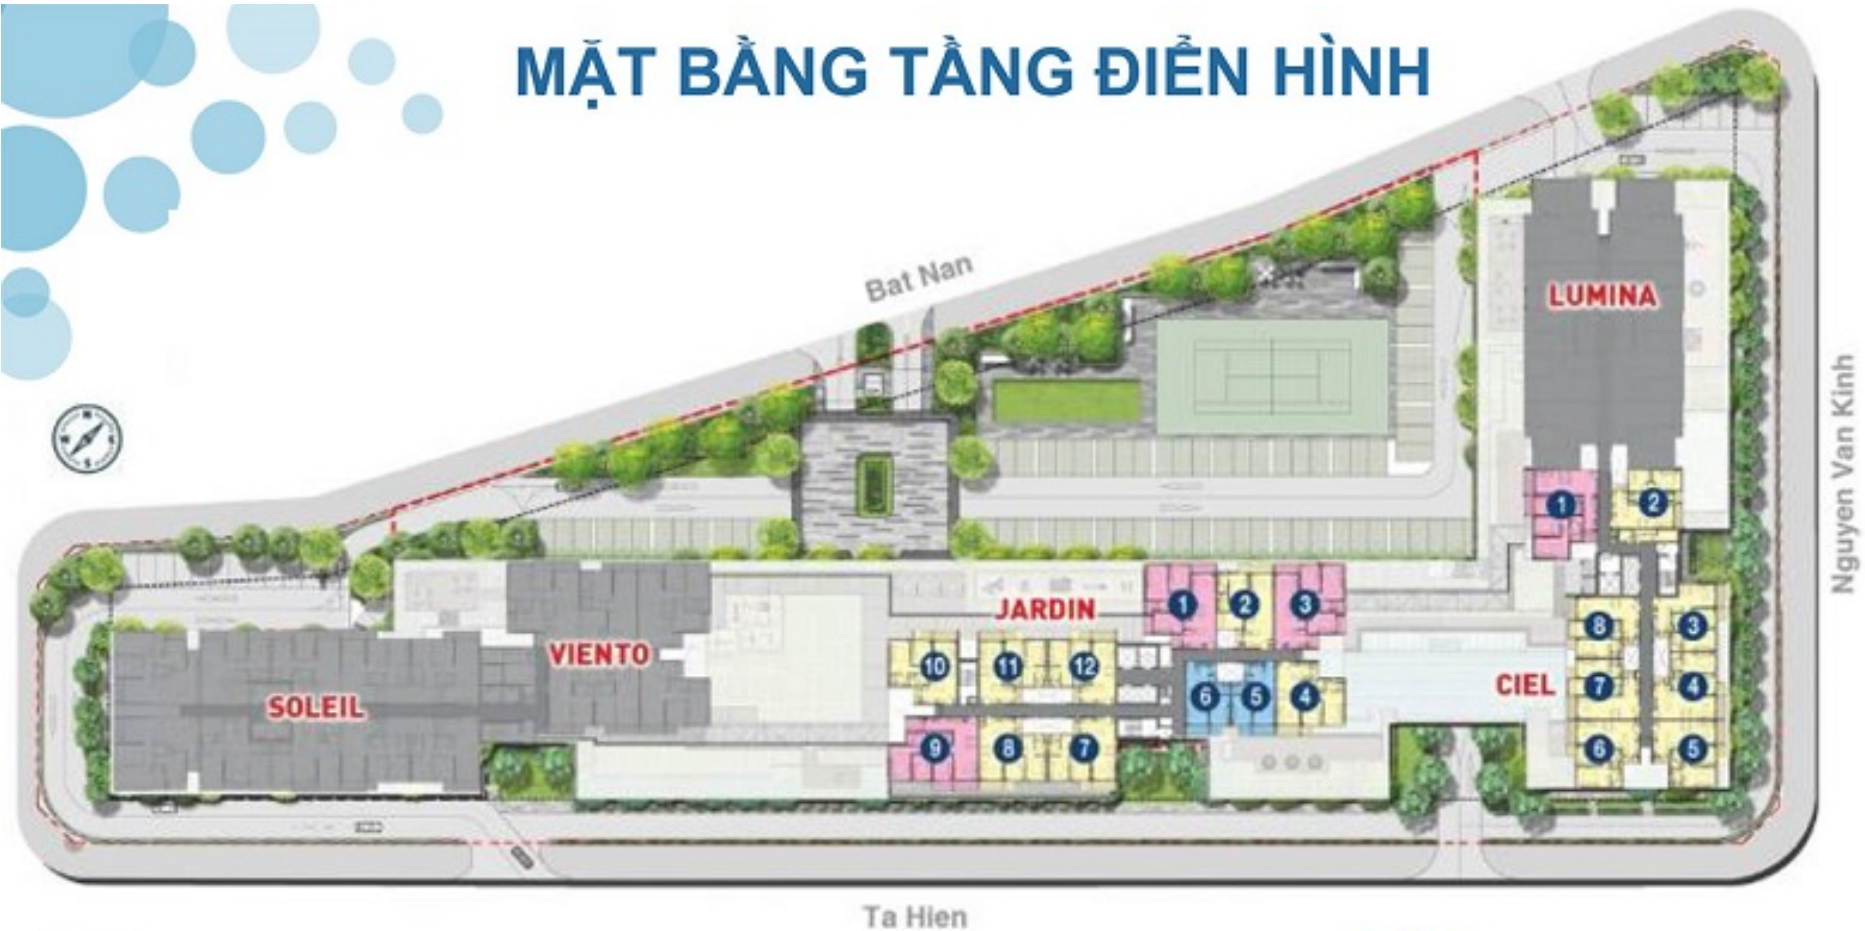 MẶT BẰNG TẦNG ĐIỂN HÌNH
Bat Nan
LUMINA
Nguyen Van Kinh
1
2
JARDIN
1
2
3
8
3
VIENTO
10
11
12
SOLEIL
6
5
4
CIEL
7
4
9
8
7
6
5
Ta Hien